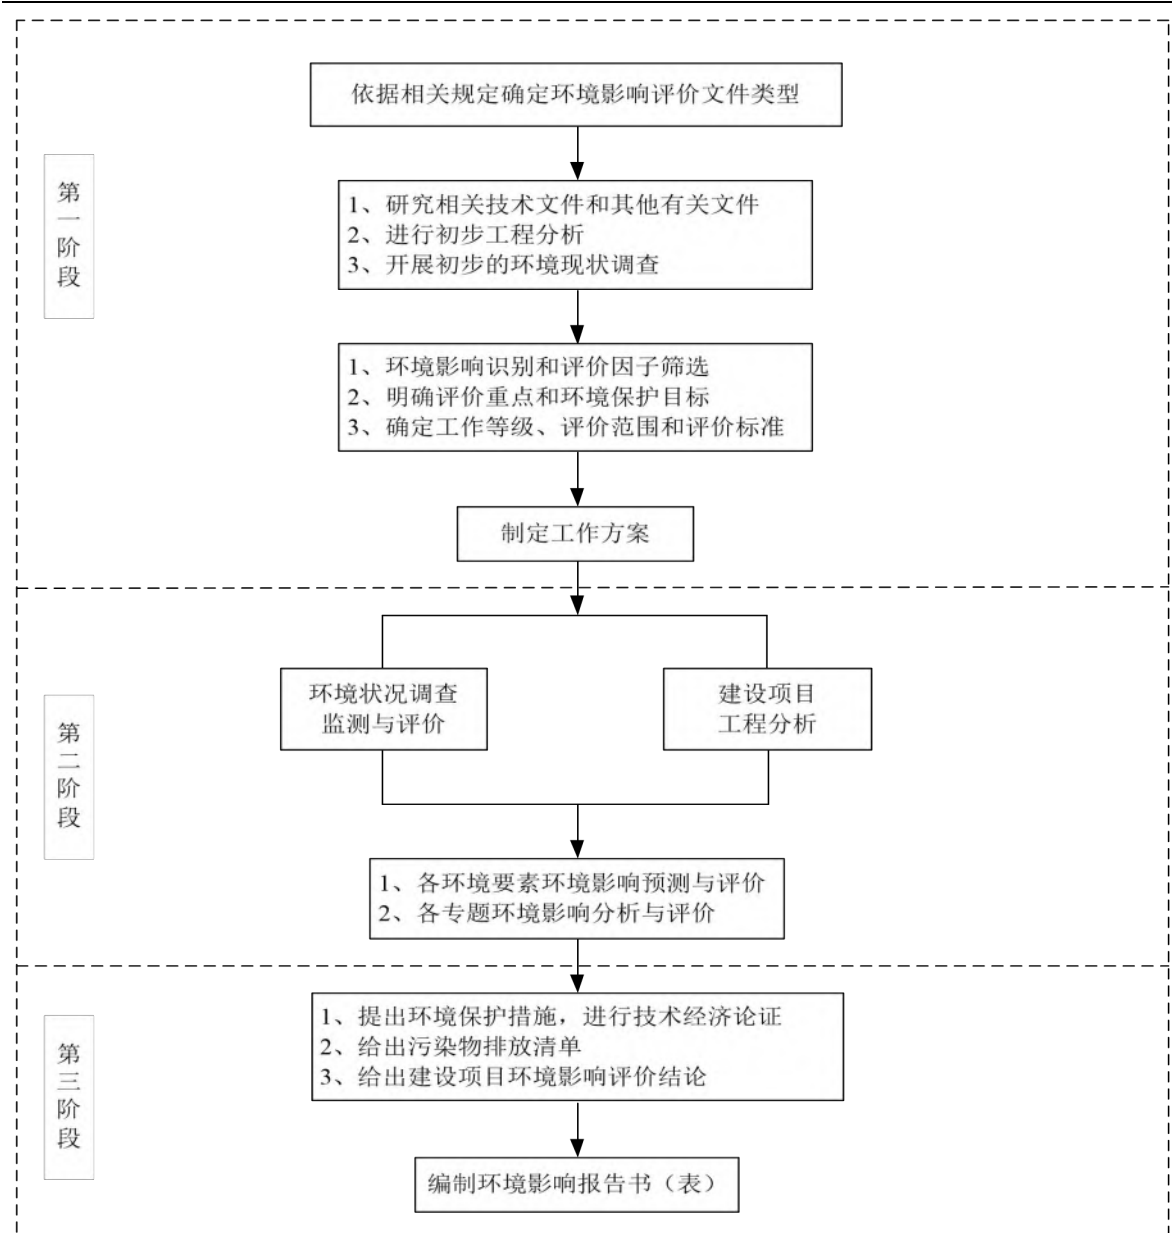 依据相关规定确定环境影响评价文件类型
第一阶段
1、研究相关技术文件和其他有关文件
2、进行初步工程分析
3、开展初步的环境现状调查
1、环境影响识别和评价因子筛选
2、明确评价重点和环境保护目标
3、确定工作等级、评价范围和评价标准
制定工作方案
第二阶段
环境状况调查
监测与评价
建设项目
工程分析
1、各环境要素环境影响预测与评价
2、各专题环境影响分析与评价
第三阶段
1、提出环境保护措施，进行技术经济论证
2、给出污染物排放清单
3、给出建设项目环境影响评价结论
编制环境影响报告书（表）